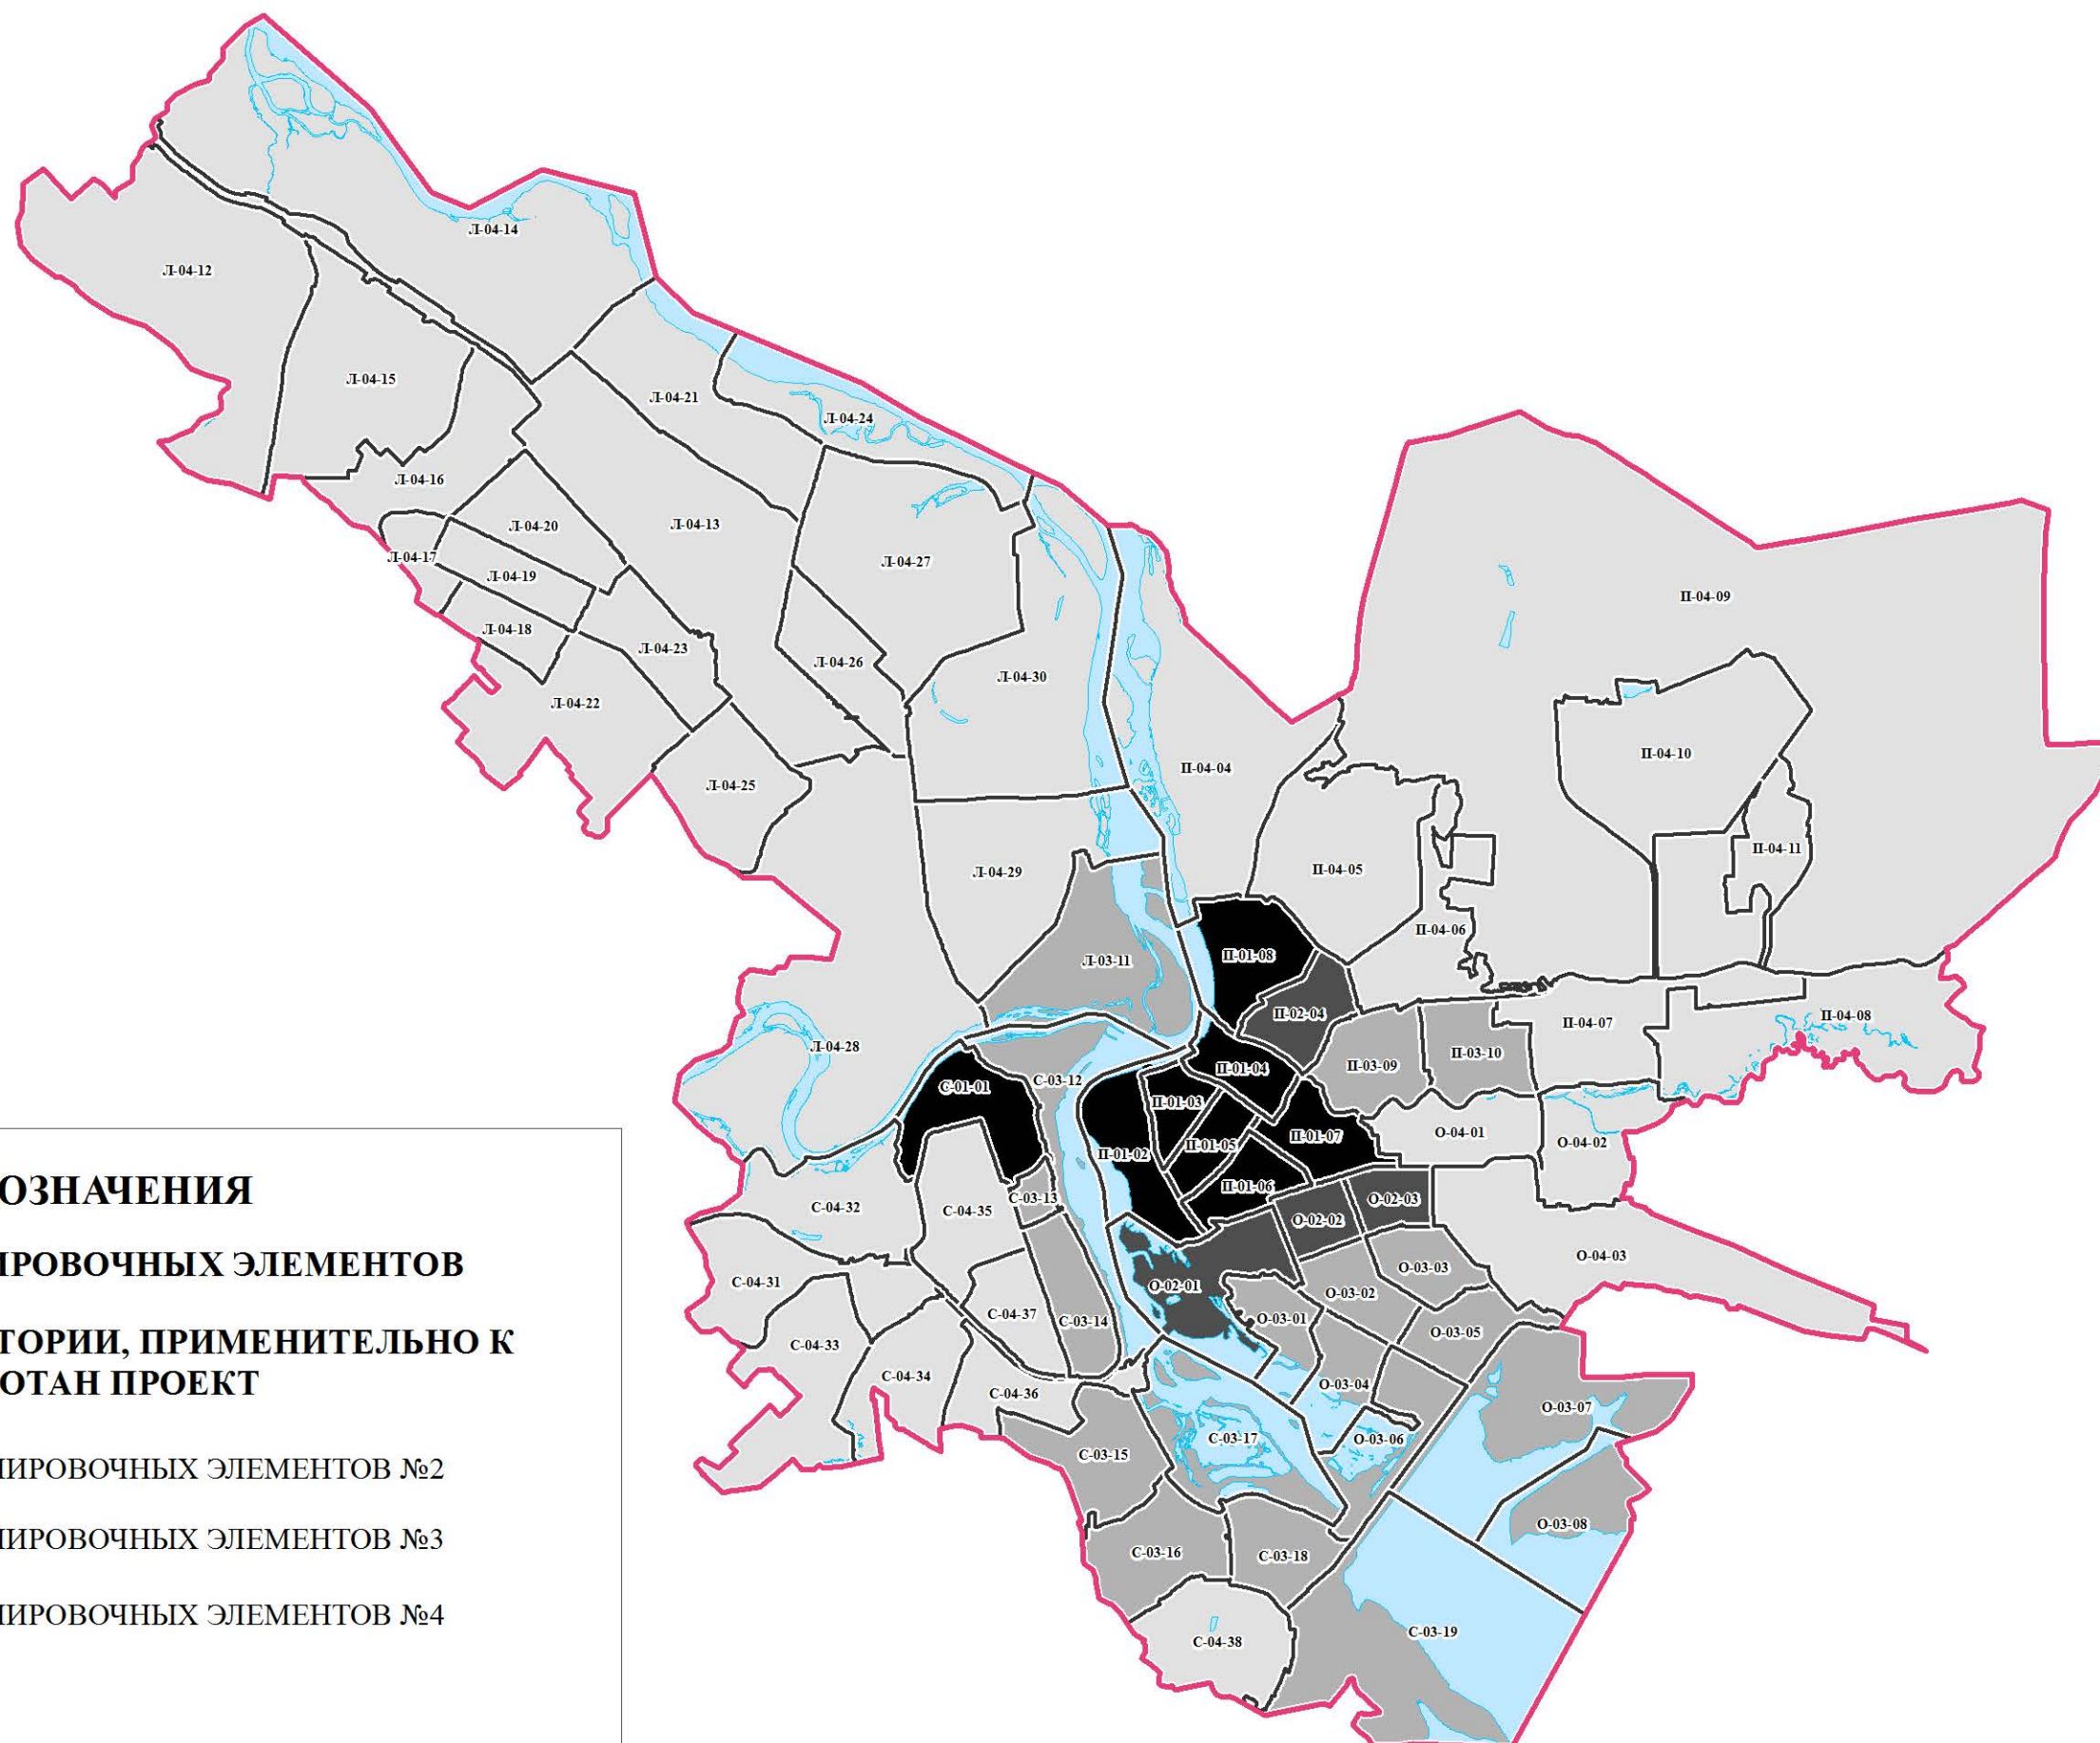 Л-04-14
Л-04-12
Л-04-15
Л-04-21
Л-04-24
Л-04-16
Л-04-20
Л-04-13
Л-04-17
Л-04-27
Л-04-19
П-04-09
Л-04-18
Л-04-23
Л-04-26
Л-04-30
Л-04-22
П-04-10
П-04-04
Л-04-25
П-04-11
П-04-05
Л-04-29
П-04-06
П-01-08
Л-03-11
П-02-04
П-04-08
П-04-07
Л-04-28
П-03-10
П-03-09
П-01-04
С-03-12
С-01-01
П-01-03
О-04-01
П-01-07
О-04-02
П-01-05
П-01-02
П-01-06
С-03-13
О-02-03
С-04-32
С-04-35
О-02-02
О-04-03
О-03-03
С-04-31
О-02-01
О-03-02
С-04-37
О-03-01
С-03-14
О-03-05
С-04-33
С-04-34
О-03-04
С-04-36
О-03-07
С-03-17
О-03-06
С-03-15
О-03-08
С-03-16
С-03-18
С-03-19
С-04-38
ОЗНАЧЕНИЯ
ИРОВОЧНЫХ ЭЛЕМЕНТОВ
ТОРИИ, ПРИМЕНИТЕЛЬНО К
ОТАН ПРОЕКТ
ИРОВОЧНЫХ ЭЛЕМЕНТОВ №2
ИРОВОЧНЫХ ЭЛЕМЕНТОВ №3
ИРОВОЧНЫХ ЭЛЕМЕНТОВ №4